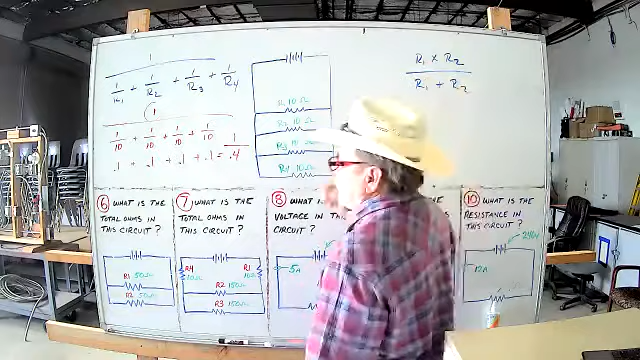 1
1/R1 + 1/R2 + 1/R3 + 1/R4
1
1/10 + 1/10 + 1/10 + 1/10
.1 + .1 + .1 + .1 = 1/.4
R1 10Ω
R2 10Ω
R3 10Ω
R4 10Ω
R1 × R2
R1 + R2
6 WHAT IS THE
TOTAL OHMS IN
THIS CIRCUIT?
R1 50Ω
R2 50Ω
7 WHAT IS THE
TOTAL OHMS IN
THIS CIRCUIT?
R4
R1
R2 150Ω
R3 150Ω
8 WHAT IS
VOLTAGE IN
CIRCUIT?
5A
10 WHAT IS THE
RESISTANCE IN
THIS CIRCUIT?
12A